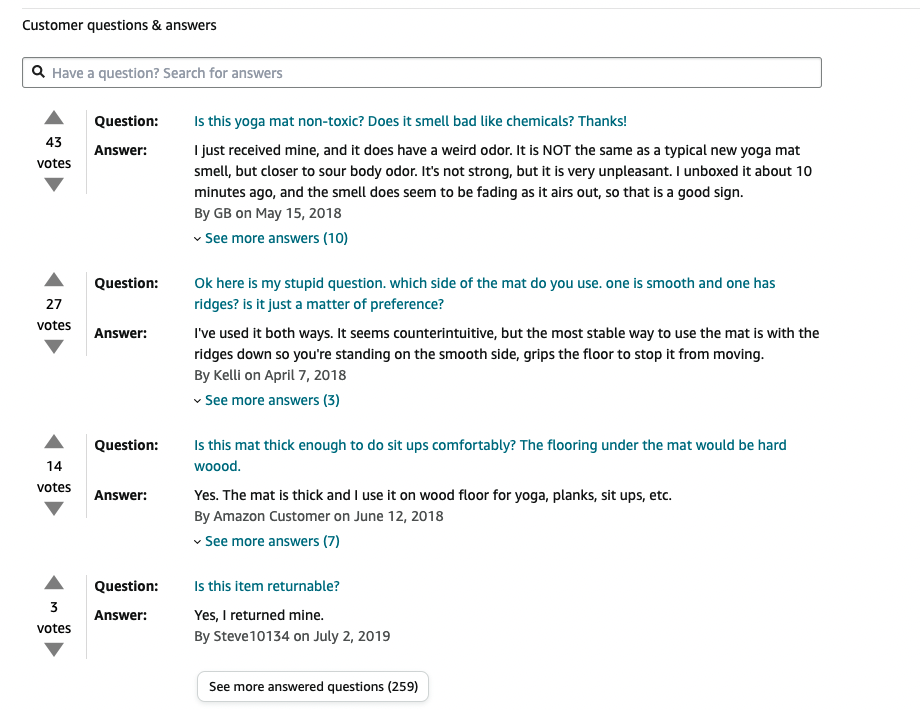 Customer questions & answers
Have a question? Search for answers
43
votes
Question: Is this yoga mat non-toxic? Does it smell bad like chemicals? Thanks!
Answer: I just received mine, and it does have a weird odor. It is NOT the same as a typical new yoga mat
smell, but closer to sour body odor. It's not strong, but it is very unpleasant. I unboxed it about 10
minutes ago, and the smell does seem to be fading as it airs out, so that is a good sign.
By GB on May 15, 2018
See more answers (10)
27
votes
Question: Ok here is my stupid question. which side of the mat do you use. one is smooth and one has
ridges? is it just a matter of preference?
Answer: I've used it both ways. It seems counterintuitive, but the most stable way to use the mat is with the
ridges down so you're standing on the smooth side, grips the floor to stop it from moving.
By Kelli on April 7, 2018
See more answers (3)
14
votes
Question: Is this mat thick enough to do sit ups comfortably? The flooring under the mat would be hard
woood.
Answer: Yes. The mat is thick and I use it on wood floor for yoga, planks, sit ups, etc.
By Amazon Customer on June 12, 2018
See more answers (7)
3
votes
Question: Is this item returnable?
Answer: Yes, I returned mine.
By Steve10134 on July 2, 2019
See more answered questions (259)